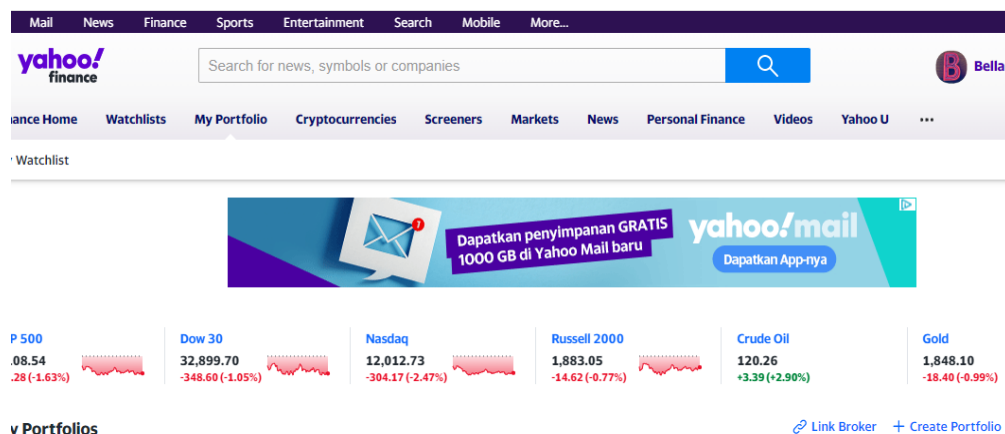 Mail News Finance Sports Entertainment Search Mobile More...
yahoo!
finance
Search for news, symbols or companies
Bella
ance Home Watchlists My Portfolio Cryptocurrencies Screeners Markets News Personal Finance Videos Yahoo U ...
Watchlist
1
Dapatkan penyimpanan GRATIS
1000 GB di Yahoo Mail baru
yahoo!mail
Dapatkan App-nya
P 500 Dow 30 Nasdaq Russell 2000 Crude Oil Gold
08.54 32,899.70 12,012.73 1,883.05 120.26 1,848.10
.28 (-1.63%) -348.60 (-1.05%) -304.17 (-2.47%) -14.62 (-0.77%) +3.39 (+2.90%) -18.40 (-0.99%)
Portfolios
Link Broker + Create Portfolio